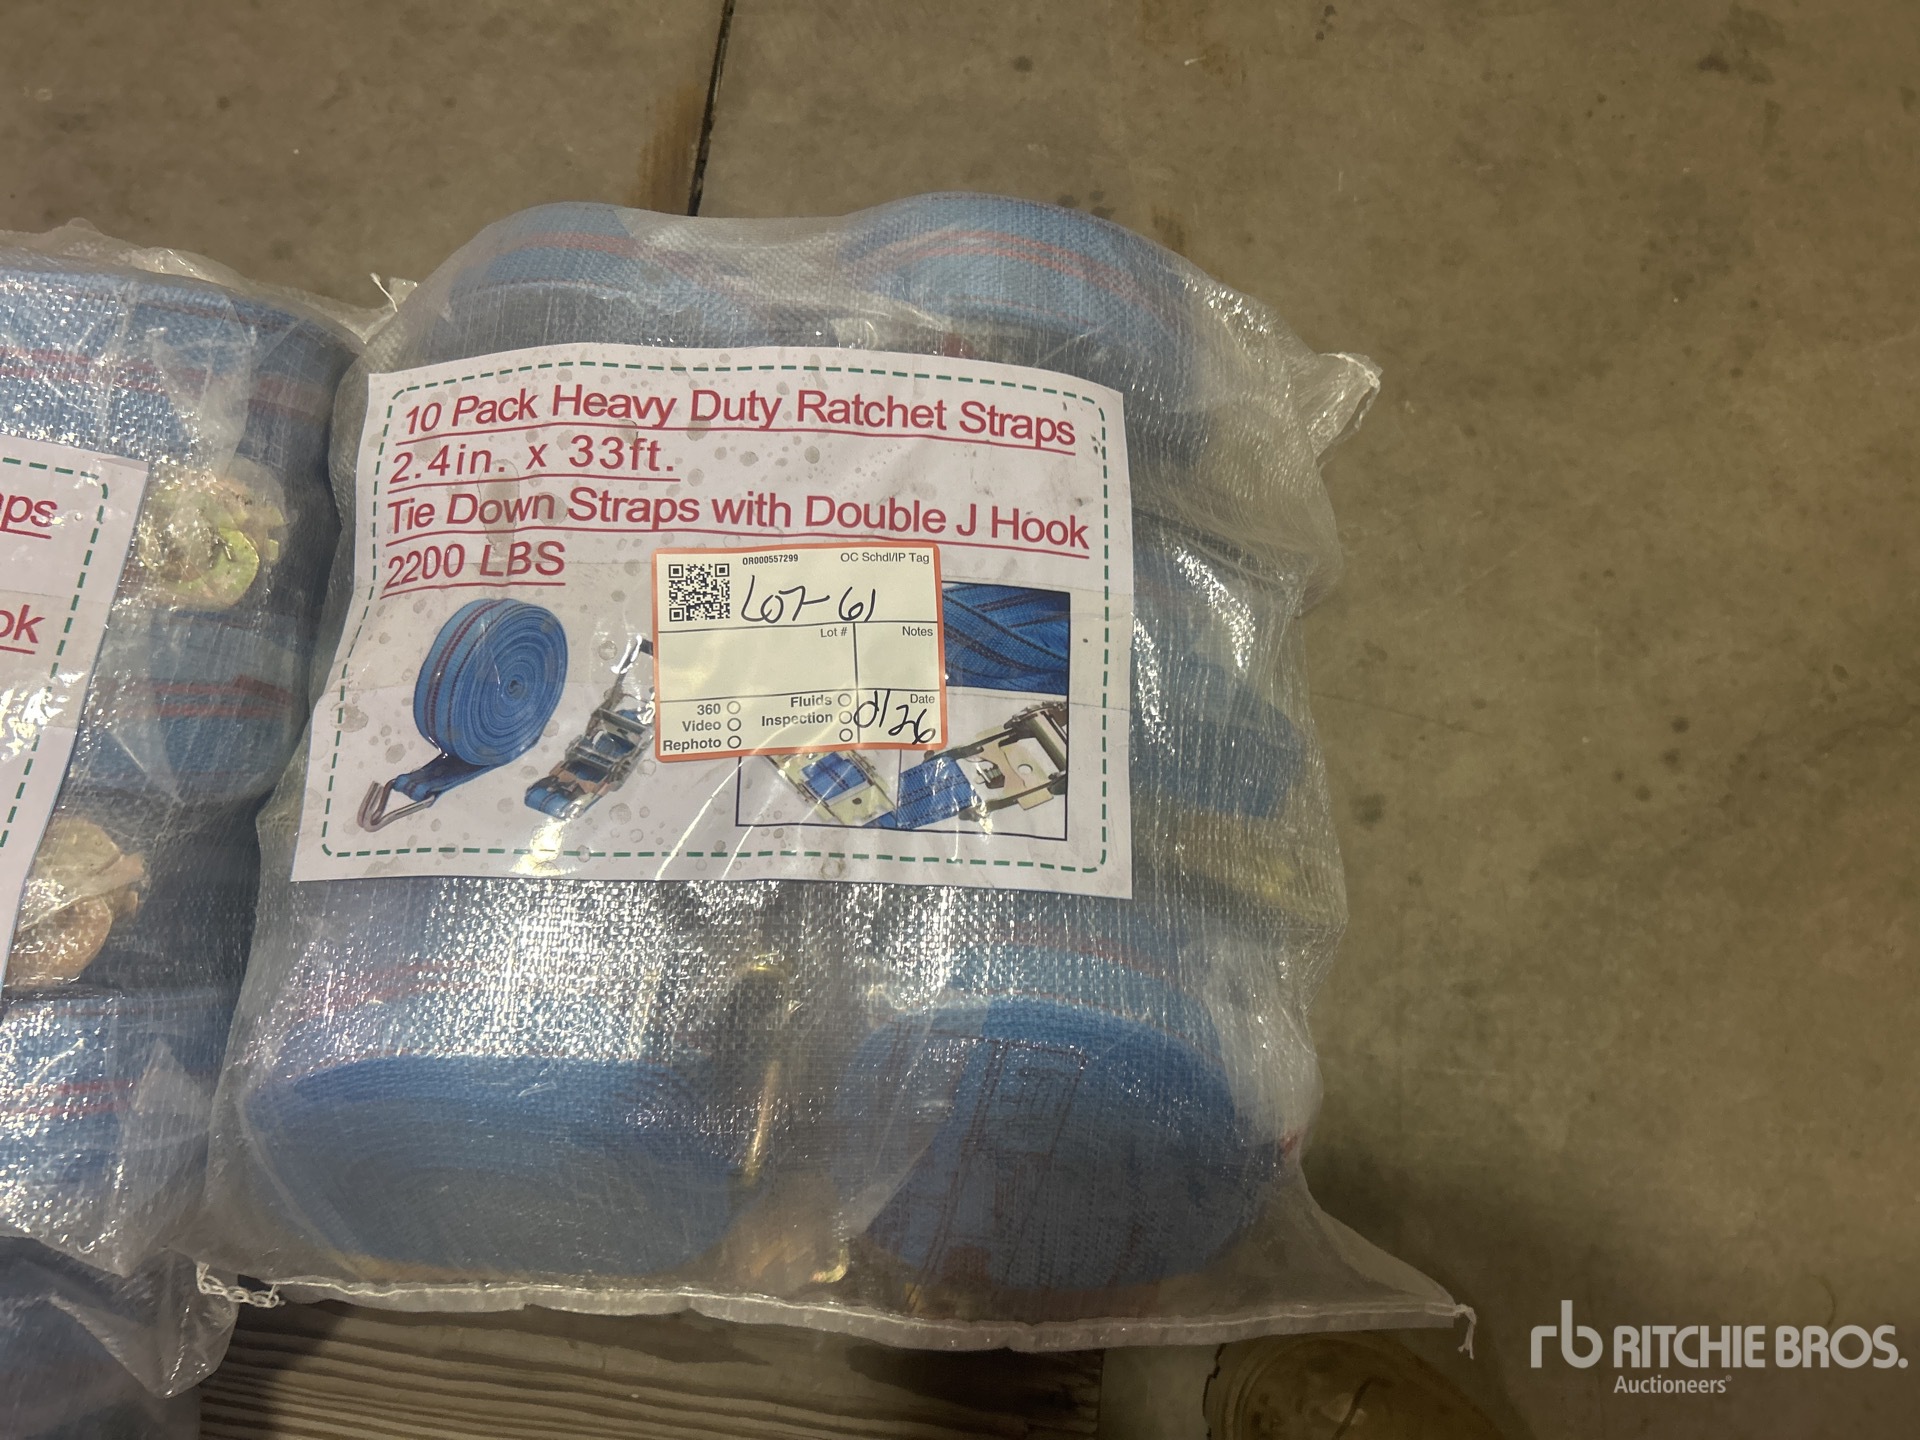 10 Pack Heavy Duty Ratchet Straps
2.4in. x 33ft.
Tie Down Straps with Double J Hook
2200 LBS
OR000557299
OC Schdl/IP Tag
LOT-61
Lot #
Notes
360
Fluids
Date
Video
Inspection
01/26
Rephoto
ps
ok
rb RITCHIE BROS.
Auctioneers